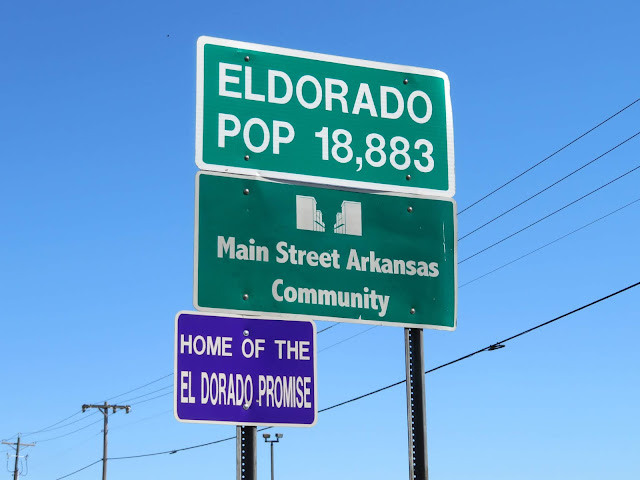 ELDORADO
POP 18,883
Main Street Arkansas
Community
HOME OF THE
EL DORADO PROMISE